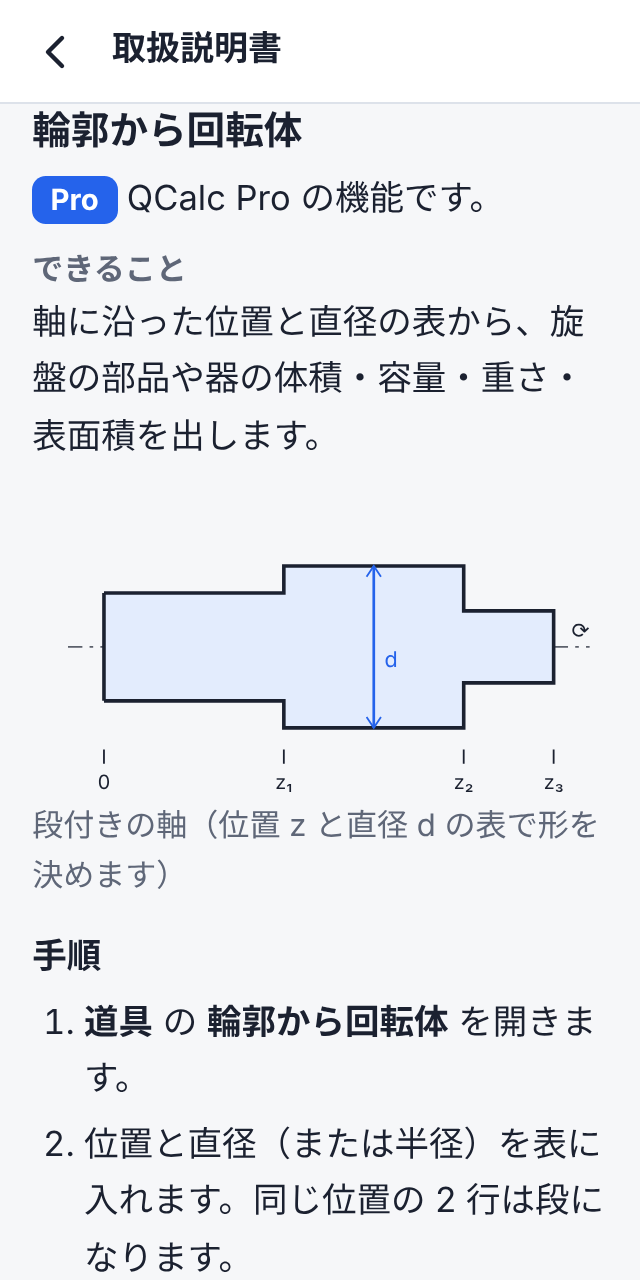 取扱説明書
輪郭から回転体
Pro QCalc Pro の機能です。
できること
軸に沿った位置と直径の表から、旋
盤の部品や器の体積・容量・重さ・
表面積を出します。
⟳
d
0 z₁ z₂ z₃
段付きの軸（位置 z と直径 d の表で形を
決めます）
手順
1. 道具 の 輪郭から回転体 を開きま
す。
2. 位置と直径（または半径）を表に
入れます。同じ位置の 2 行は段に
なります。